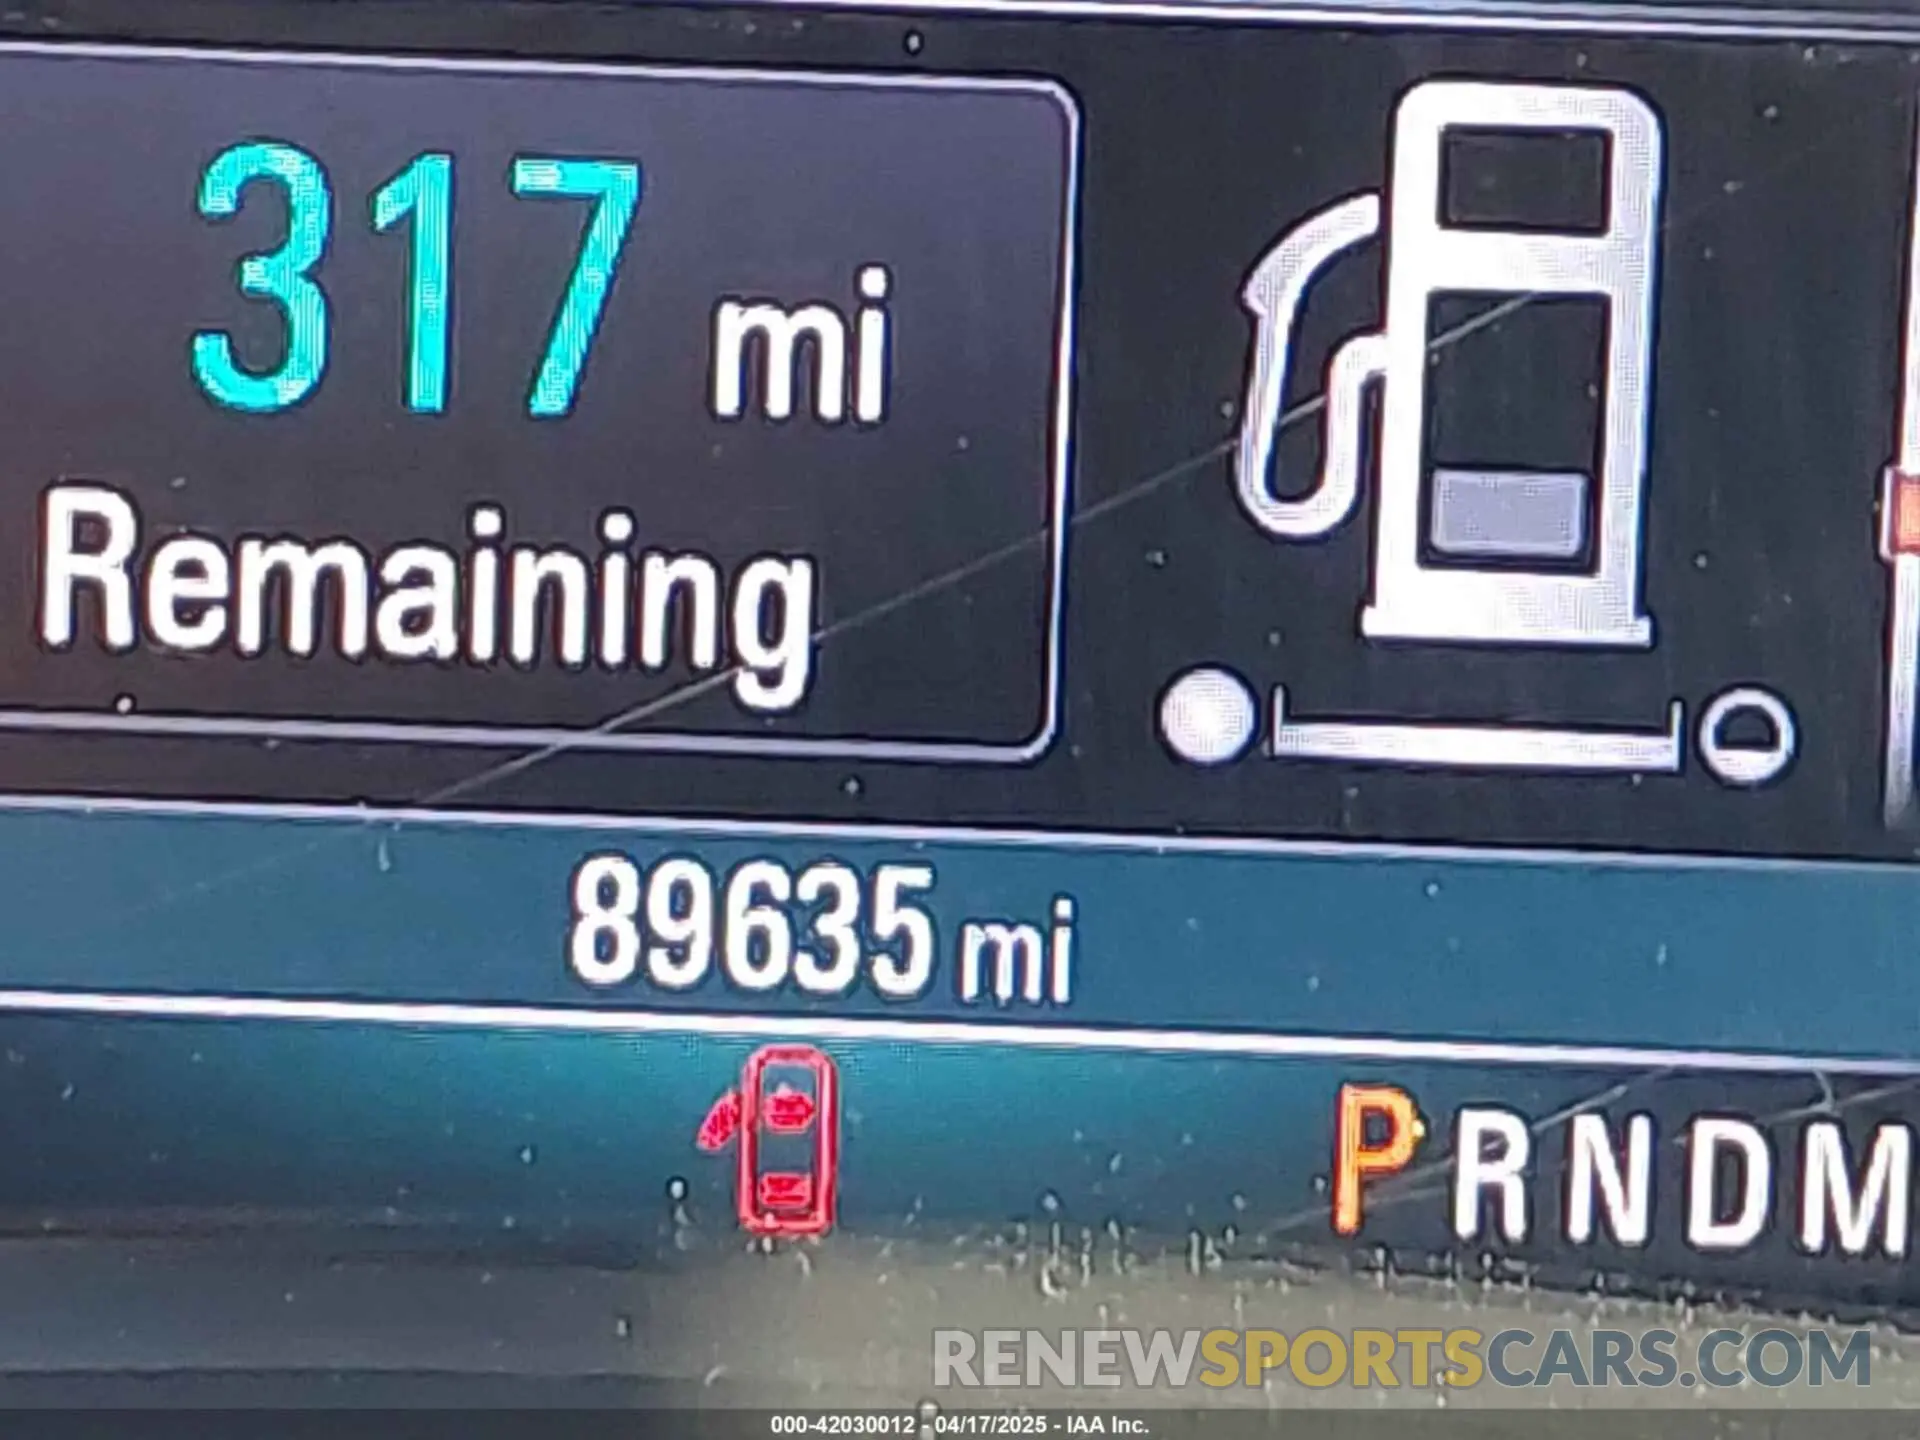 317 mi
Remaining
89635 mi
PRNDM
RENEWSPORTSCARS.COM
000-42030012 - 04/17/2025 - IAA Inc.